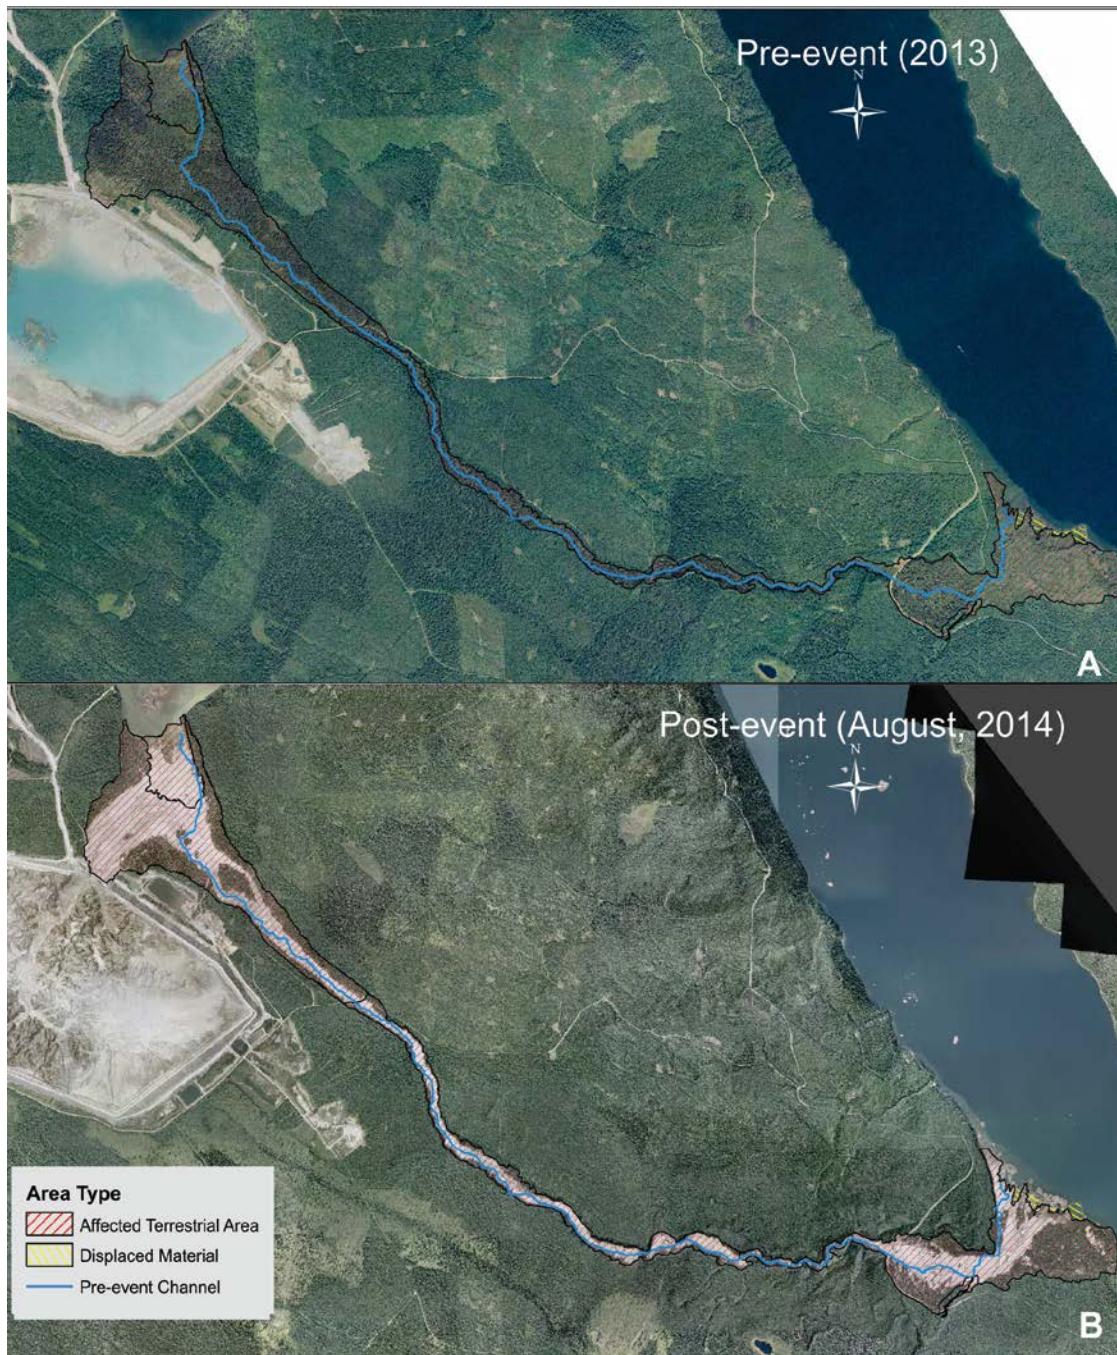 Pre-event (2013)
N
A
Post-event (August, 2014)
N
Area Type
Affected Terrestrial Area
Displaced Material
Pre-event Channel
B